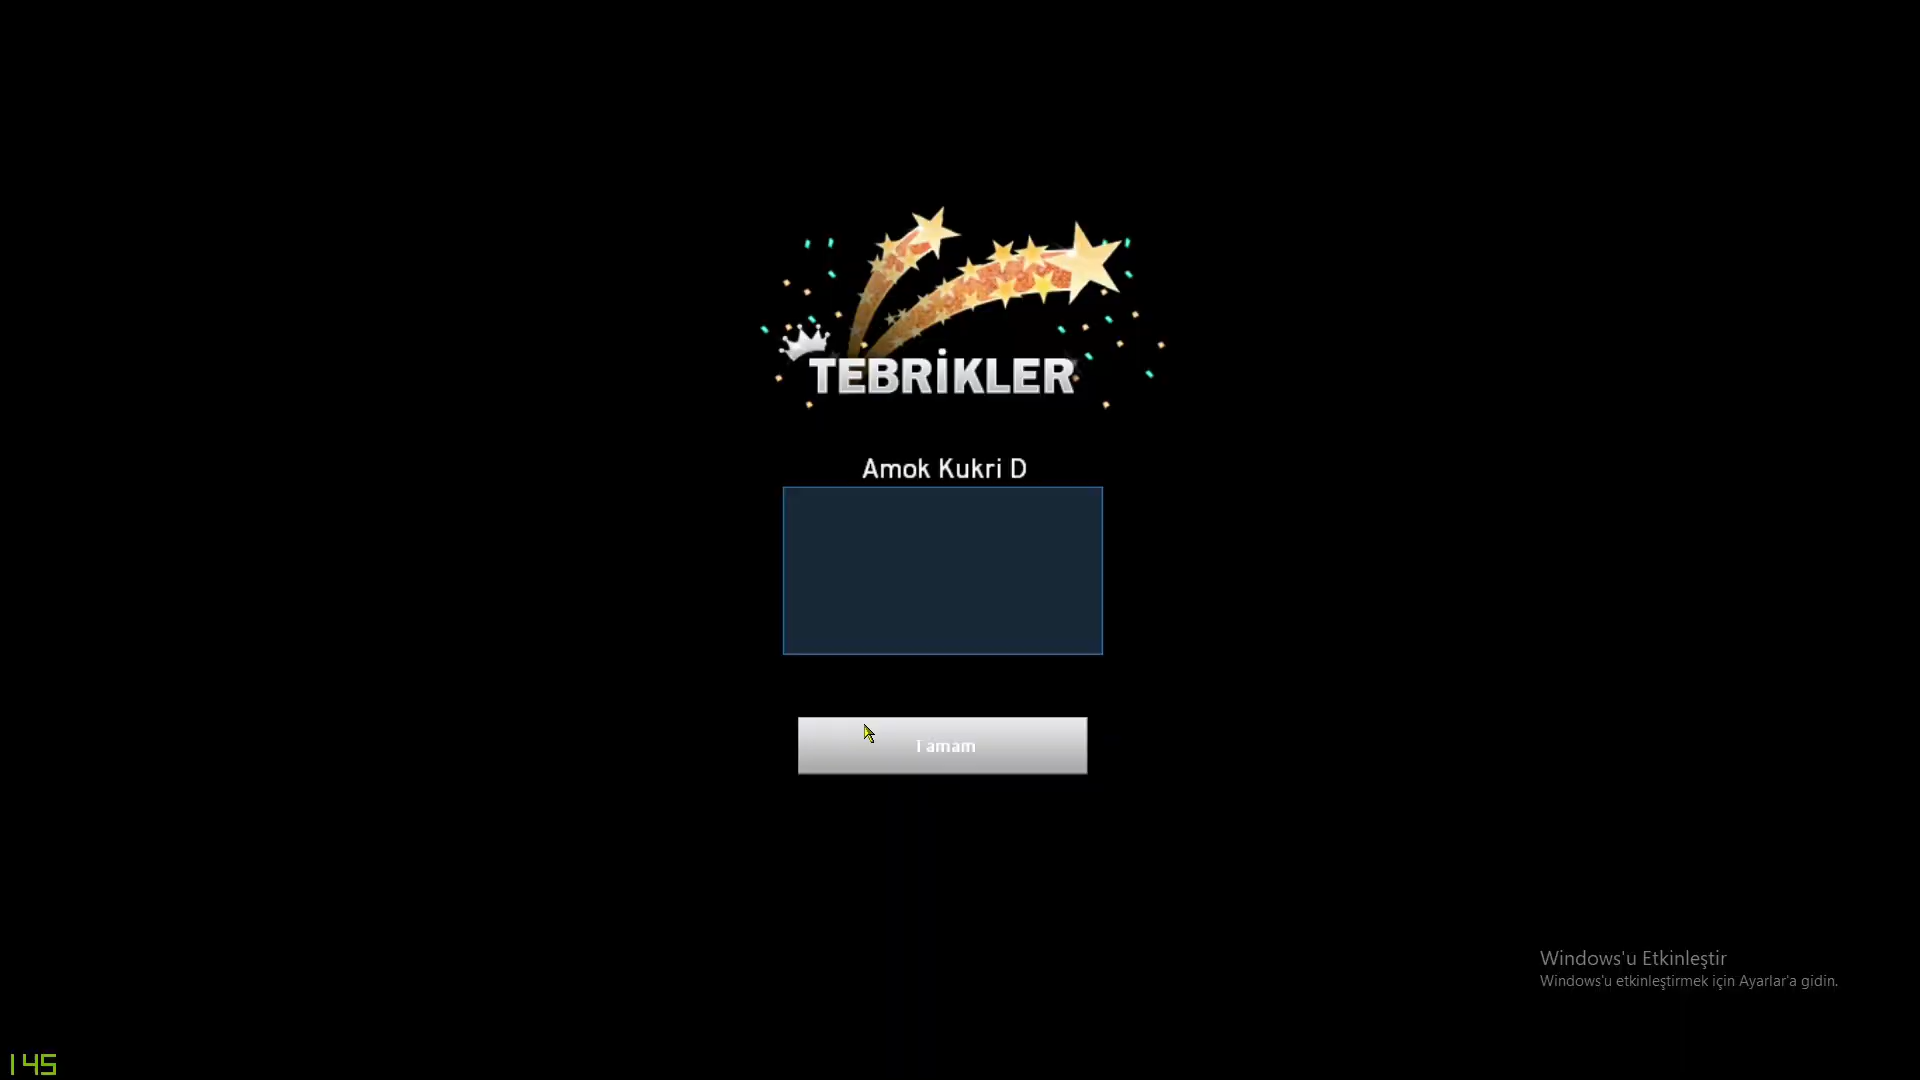 TEBRİKLER
Amok Kukri D
Tamam
Windows'u Etkinleştir
Windows'u etkinleştirmek için Ayarlar'a gidin.
145